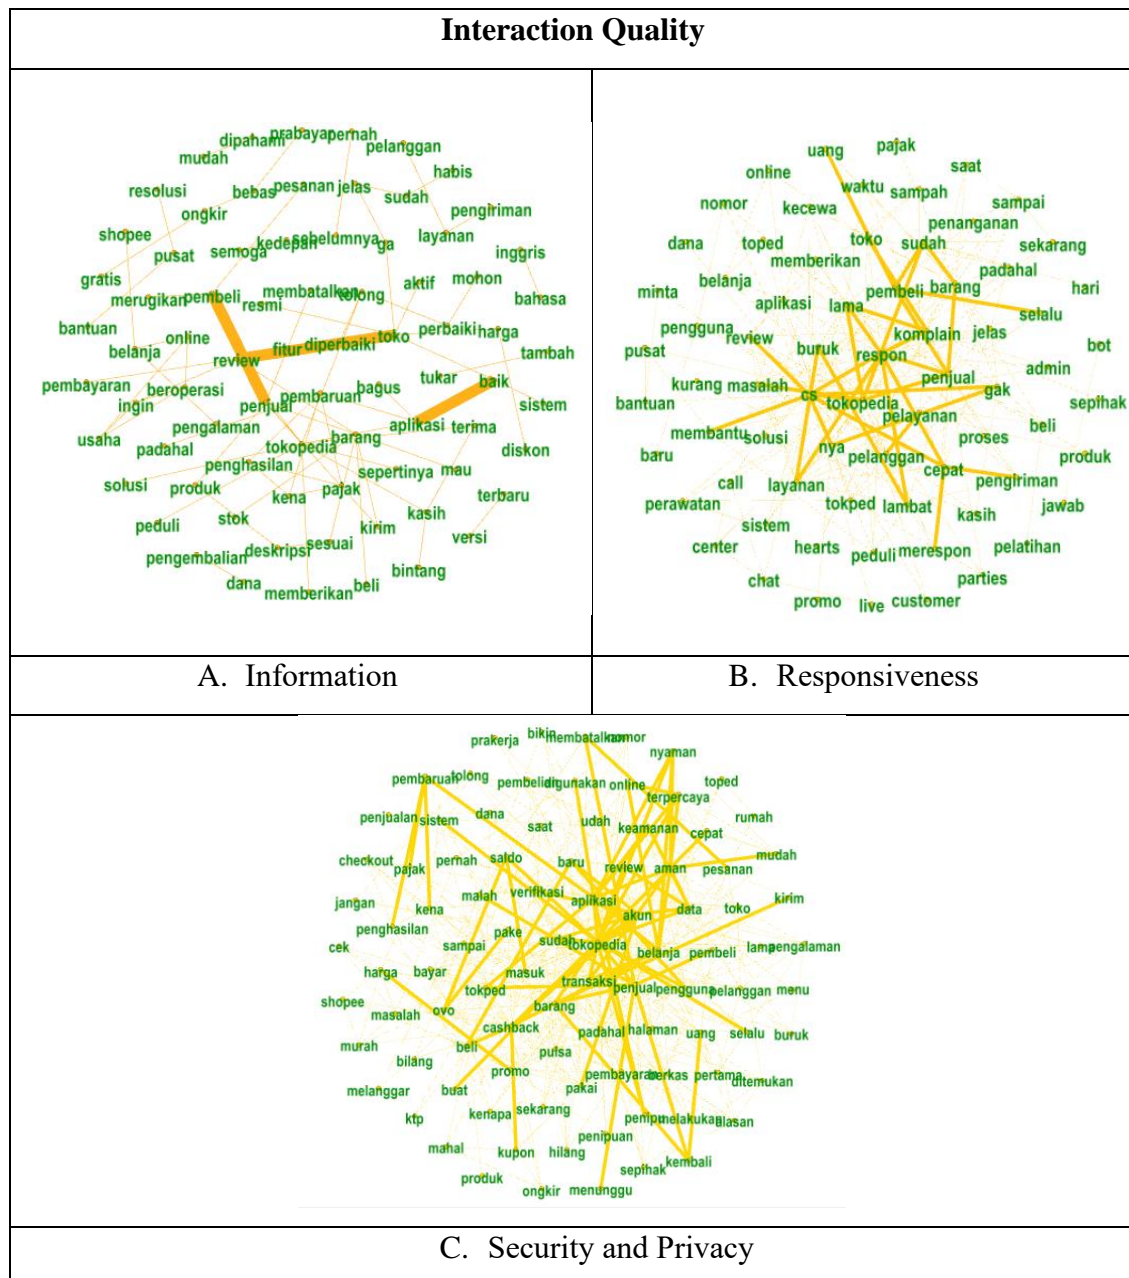 Interaction Quality
prabayar pernah
dipahami pelanggan
mudah
habis
resolusi bebas pesanan jelas sudah
ongkir pengiriman
shopee kedepan sebelumnya ga layanan
pusat semoga inggris
gratis aktif mohon
merugikan pembeli resmi membatalkan tolong bahasa
bantuan online fitur diperbaiki toko perbaiki harga
belanja review tambah
pembayaran beroperasi pembaruan bagus tukar baik
ingin penjual sistem
usaha pengalaman aplikasi terima
padahal tokopedia barang diskon
penghasilan sepertinya mau
solusi produk kena pajak terbaru
peduli stok kirim kasih
pengembalian deskripsi sesuai versi
dana memberikan beli bintang
uang pajak
online saat
waktu sampah
nomor kecewa sampai
penanganan
dana toped toko sudah sekarang
memberikan padahal
minta belanja pembeli barang hari
aplikasi lama selalu
pengguna review komplain jelas
pusat buruk respon bot
kurang masalah penjual admin
bantuan cs tokopedia gak sepihak
pelayanan beli
membantu solusi nya proses
baru pelanggan cepat produk
call layanan pengiriman
perawatan tokped lambat kasih jawab
sistem
center hearts peduli merespon pelatihan
chat parties
promo live customer
A. Information
B. Responsiveness
prakerja bikin membatalkan nomor
nyaman
pembaruan tolong pembelian digunakan online toped
terpercaya
penjualan sistem dana saat udah keamanan cepat rumah
checkout pajak pernah saldo baru review aman pesanan mudah
jangan kena malah verifikasi aplikasi akun data toko kirim
penghasilan pake
cek sampai sudah tokopedia belanja pembeli lama pengalaman
harga bayar masuk
tokped transaksi penjual pengguna pelanggan menu
shopee masalah ovo barang
cashback padahal halaman uang selalu buruk
murah beli pulsa
bilang promo pembayaran berkas pertama ditemukan
melanggar buat pakai
ktp kenapa sekarang penipu melakukan alasan
penipuan
mahal kupon hilang sepihak kembali
produk ongkir menunggu
C. Security and Privacy